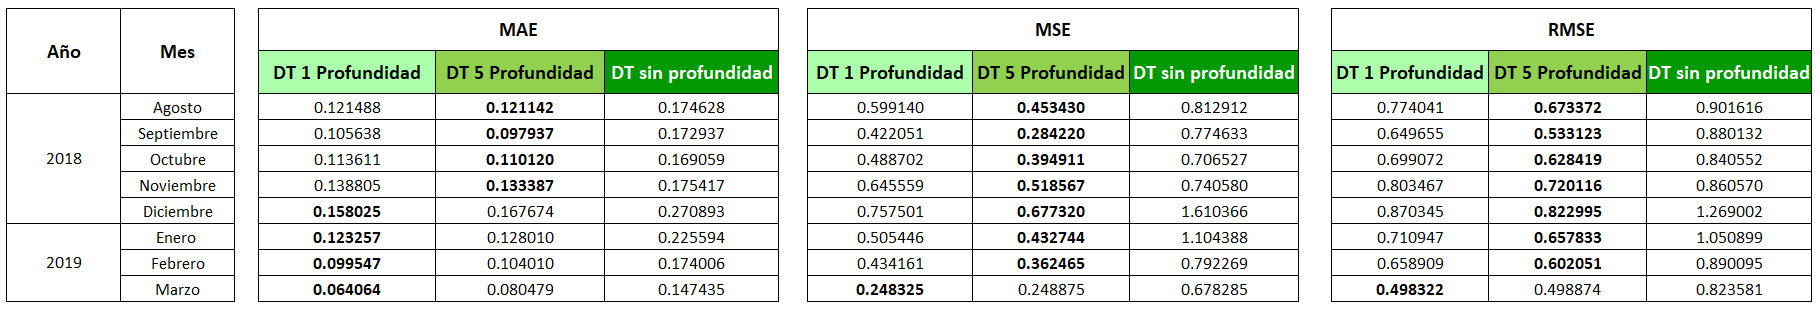 Año Mes MAE MSE RMSE
DT 1 Profundidad DT 5 Profundidad DT sin profundidad DT 1 Profundidad DT 5 Profundidad DT sin profundidad DT 1 Profundidad DT 5 Profundidad DT sin profundidad
2018 Agosto 0.121488 0.121142 0.174628 0.599140 0.453430 0.812912 0.774041 0.673372 0.901616
Septiembre 0.105638 0.097937 0.172937 0.422051 0.284220 0.774633 0.649655 0.533123 0.880132
Octubre 0.113611 0.110120 0.169059 0.488702 0.394911 0.706527 0.699072 0.628419 0.840552
Noviembre 0.138805 0.133387 0.175417 0.645559 0.518567 0.740580 0.803467 0.720116 0.860570
Diciembre 0.158025 0.167674 0.270893 0.757501 0.677320 1.610366 0.870345 0.822995 1.269002
2019 Enero 0.123257 0.128010 0.225594 0.505446 0.432744 1.104388 0.710947 0.657833 1.050899
Febrero 0.099547 0.104010 0.174006 0.434161 0.362465 0.792269 0.658909 0.602051 0.890095
Marzo 0.064064 0.080479 0.147435 0.248325 0.248875 0.678285 0.498322 0.498874 0.823581